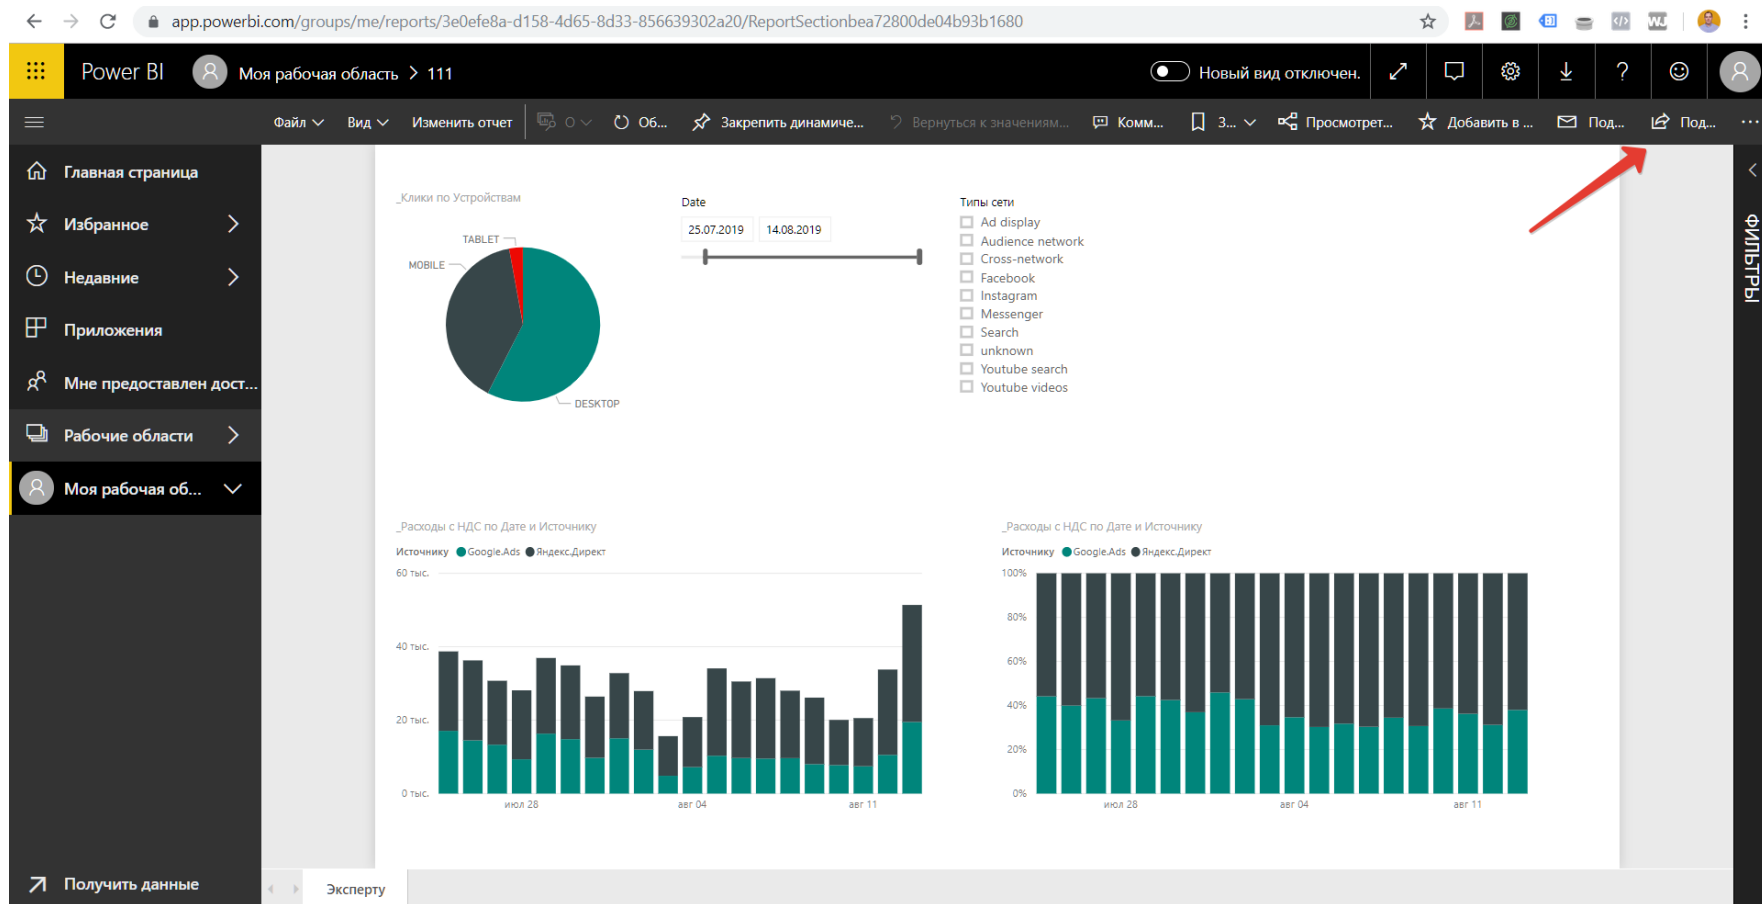 app.powerbi.com/groups/me/reports/3e0efe8a-d158-4d65-8d33-856639302a20/ReportSectionbea72800de04b93b1680
Power BI Моя рабочая область > 111 Новый вид отключен.
Файл Вид Изменить отчет О Об... Закрепить динамиче... Вернуться к значениям... Комм... З... Просмотрет... Добавить в ... Под... Под... ...
Главная страница
Избранное
Недавние
Приложения
Мне предоставлен дост...
Рабочие области
Моя рабочая об...
Получить данные
_Клики по Устройствам
TABLET
MOBILE
DESKTOP
Date
25.07.2019 14.08.2019
Типы сети
Ad display
Audience network
Cross-network
Facebook
Instagram
Messenger
Search
unknown
Youtube search
Youtube videos
ФИЛЬТРЫ
_Расходы с НДС по Дате и Источнику
Источнику Google.Ads Яндекс.Директ
60 тыс.
40 тыс.
20 тыс.
0 тыс.
июл 28 авг 04 авг 11
_Расходы с НДС по Дате и Источнику
Источнику Google.Ads Яндекс.Директ
100%
80%
60%
40%
20%
0%
июл 28 авг 04 авг 11
Эксперту